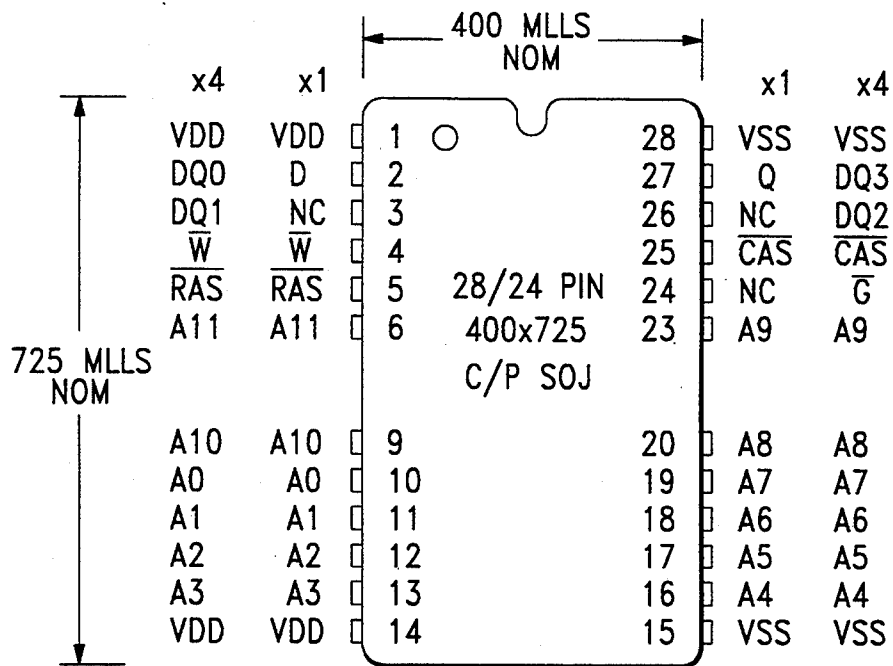 400 MLLS
NOM
x4 x1 x1 x4
VDD VDD 1 28 VSS VSS
DQ0 D 2 27 Q DQ3
DQ1 NC 3 26 NC DQ2
W̅ W̅ 4 25 C̅A̅S̅ C̅A̅S̅
R̅A̅S̅ R̅A̅S̅ 5 28/24 PIN 24 NC G̅
A11 A11 6 400x725 23 A9 A9
725 MLLS
NOM
C/P SOJ
A10 A10 9 20 A8 A8
A0 A0 10 19 A7 A7
A1 A1 11 18 A6 A6
A2 A2 12 17 A5 A5
A3 A3 13 16 A4 A4
VDD VDD 14 15 VSS VSS